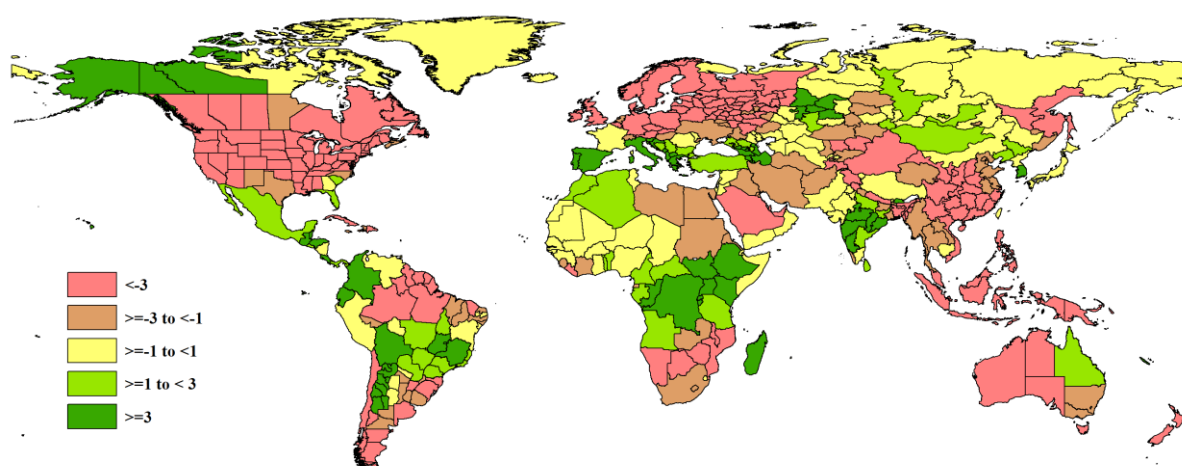 <-3
>=-3 to <-1
>=-1 to <1
>=1 to < 3
>=3